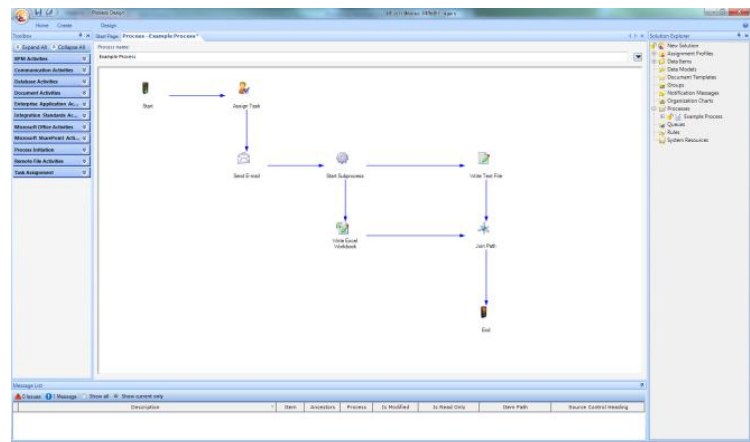 Process Design
Home Create Design
Toolbox
Start Page Process - Example Process*
Solution Explorer
Expand All Collapse All
Process name:
Example Process
BPM Activities
Communication Activities
Database Activities
Document Activities
Enterprise Application Ac...
Integration Standards Ac...
Microsoft Office Activities
Microsoft SharePoint Acti...
Process Initiation
Remote File Activities
Task Assignment
Start
Assign Task
Send E-mail
Start Subprocess
Write Text File
Write Excel
Workbook
Join Path
End
New Solution
Assignment Profiles
Data Items
Data Models
Document Templates
Groups
Notification Messages
Organization Charts
Processes
Example Process
Queues
Rules
System Resources
Message List
0 Issues 1 Message Show all Show current only
Description Item Ancestors Process Is Modified Is Read Only Item Path Source Control Heading